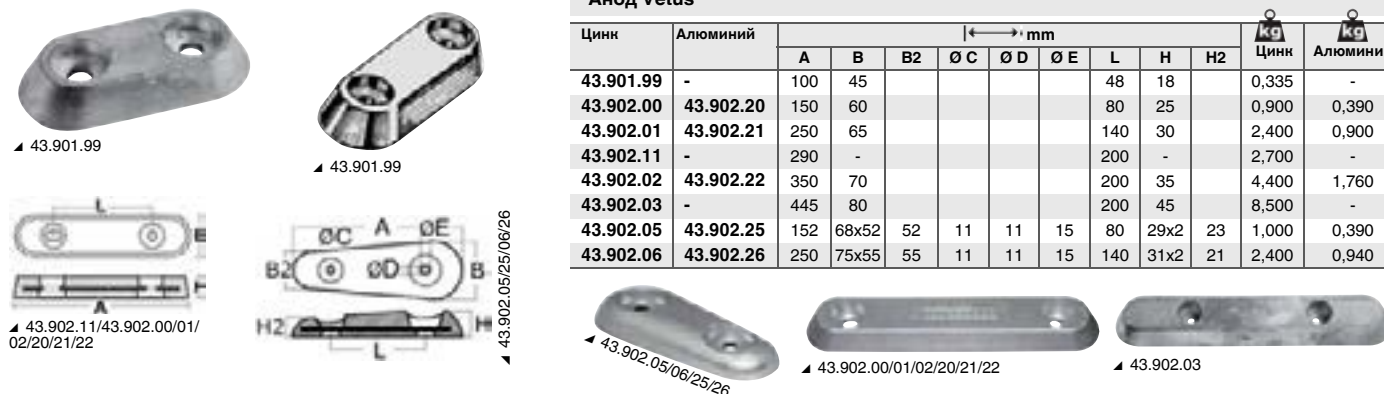 43.901.99
43.901.99
L
B
H
A
43.902.11/43.902.00/01/
02/20/21/22
ØC A ØE
B2 ØD B
H2 H
L
43.902.05/25/06/26
Анод Vetus
Цинк Алюминий mm kg Цинк kg Алюмини
A B B2 Ø C Ø D Ø E L H H2
43.901.99 - 100 45 48 18 0,335 -
43.902.00 43.902.20 150 60 80 25 0,900 0,390
43.902.01 43.902.21 250 65 140 30 2,400 0,900
43.902.11 - 290 - 200 - 2,700 -
43.902.02 43.902.22 350 70 200 35 4,400 1,760
43.902.03 - 445 80 200 45 8,500 -
43.902.05 43.902.25 152 68x52 52 11 11 15 80 29x2 23 1,000 0,390
43.902.06 43.902.26 250 75x55 55 11 11 15 140 31x2 21 2,400 0,940
43.902.05/06/25/26
43.902.00/01/02/20/21/22
43.902.03